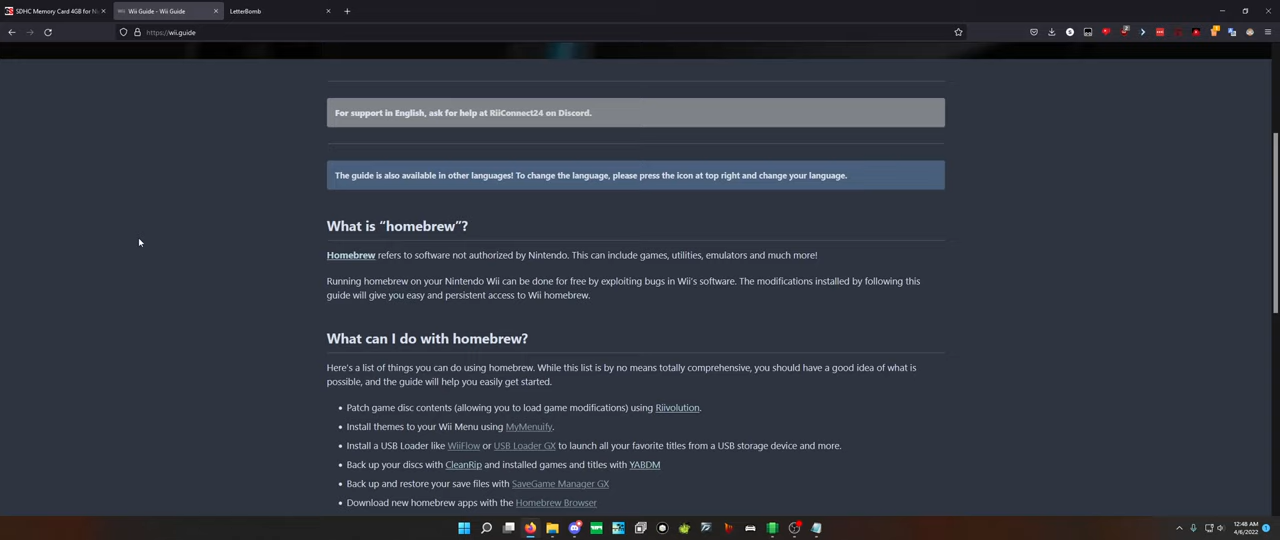 SDHC Memory Card 4GB for N
Wii Guide - Wii Guide
LetterBomb
https://wii.guide
For support in English, ask for help at RiiConnect24 on Discord.
The guide is also available in other languages! To change the language, please press the icon at top right and change your language.
What is “homebrew”?
Homebrew refers to software not authorized by Nintendo. This can include games, utilities, emulators and much more!
Running homebrew on your Nintendo Wii can be done for free by exploiting bugs in Wii's software. The modifications installed by following this
guide will give you easy and persistent access to Wii homebrew.
What can I do with homebrew?
Here's a list of things you can do using homebrew. While this list is by no means totally comprehensive, you should have a good idea of what is
possible, and the guide will help you easily get started.
• Patch game disc contents (allowing you to load game modifications) using Riivolution.
• Install themes to your Wii Menu using MyMenuify.
• Install a USB Loader like WiiFlow or USB Loader GX to launch all your favorite titles from a USB storage device and more.
• Back up your discs with CleanRip and installed games and titles with YABDM
• Back up and restore your save files with SaveGame Manager GX
• Download new homebrew apps with the Homebrew Browser
12:48 AM
4/6/2022